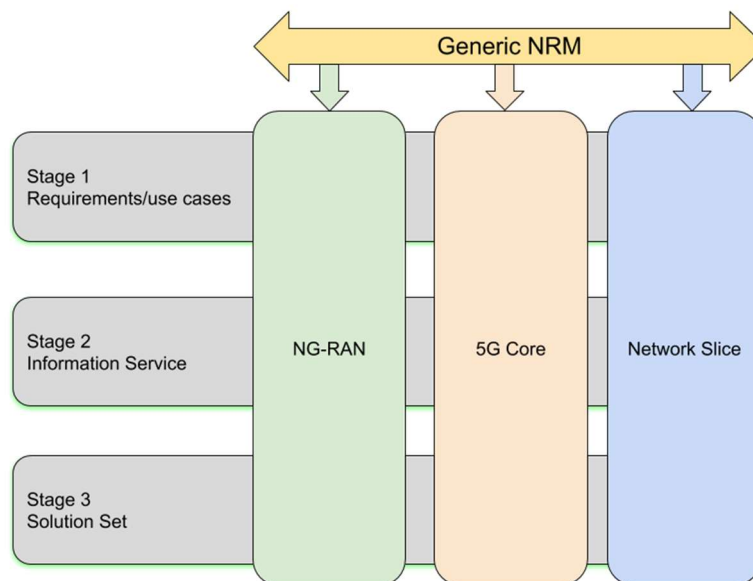 Generic NRM
Stage 1
Requirements/use cases
Stage 2
Information Service
NG-RAN
5G Core
Network Slice
Stage 3
Solution Set